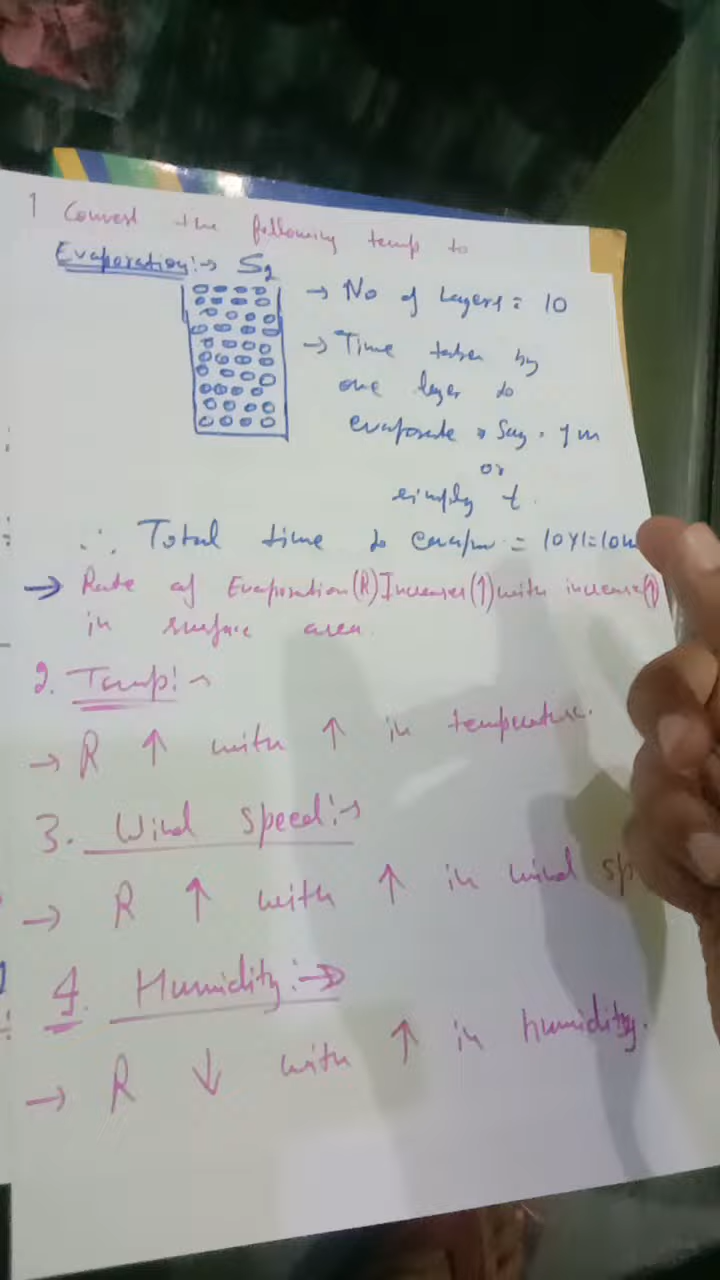 1 Convert the following temp to
Evaporation:→ S2
→ No of Layers = 10
→ Time taken by
one layer to
evaporate → Say = 1m
or
simply t.
∴ Total time to = 10×1=10
→ Rate of Evaporation (R) Increases (↑) with increase (↑)
in surface area.
2. Temp:→
→ R ↑ with ↑ in temperature.
3. Wind speed:→
→ R ↑ with ↑ in wind sp
4. Humidity:→
→ R ↓ with ↑ in humidity.